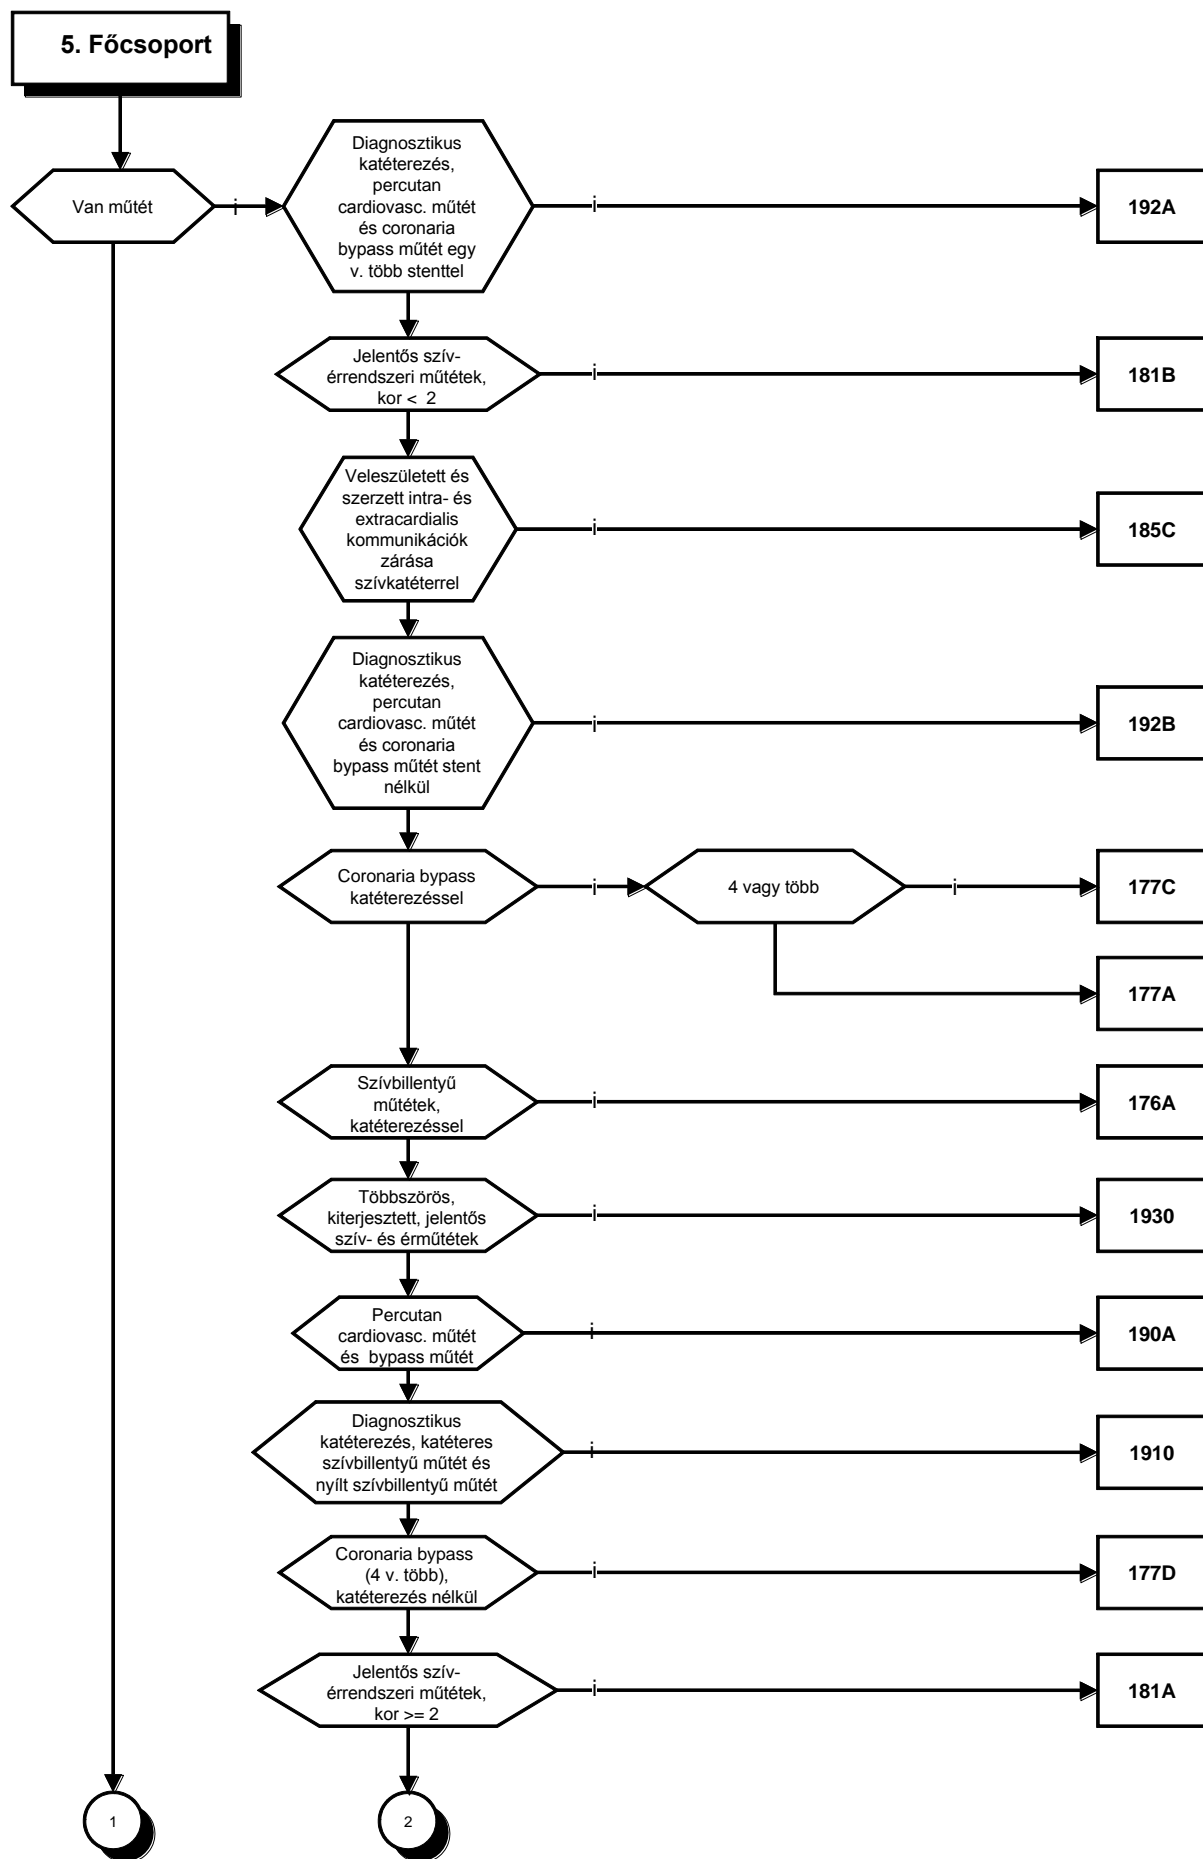 5. Főcsoport
Van műtét
i
Diagnosztikus
katéterezés,
percutan
cardiovasc. műtét
és coronaria
bypass műtét egy
v. több stenttel
i
192A
Jelentős szív-
érrendszeri műtétek,
kor < 2
i
181B
Veleszületett és
szerzett intra- és
extracardialis
kommunikációk
zárása
szívkatéterrel
i
185C
Diagnosztikus
katéterezés,
percutan
cardiovasc. műtét
és coronaria
bypass műtét stent
nélkül
i
192B
Coronaria bypass
katéterezéssel
i
4 vagy több
i
177C
177A
Szívbillentyű
műtétek,
katéterezéssel
i
176A
Többszörös,
kiterjesztett, jelentős
szív- és érműtétek
i
1930
Percutan
cardiovasc. műtét
és bypass műtét
i
190A
Diagnosztikus
katéterezés, katéteres
szívbillentyű műtét és
nyílt szívbillentyű műtét
i
1910
Coronaria bypass
(4 v. több),
katéterezés nélkül
i
177D
Jelentős szív-
érrendszeri műtétek,
kor >= 2
i
181A
1
2